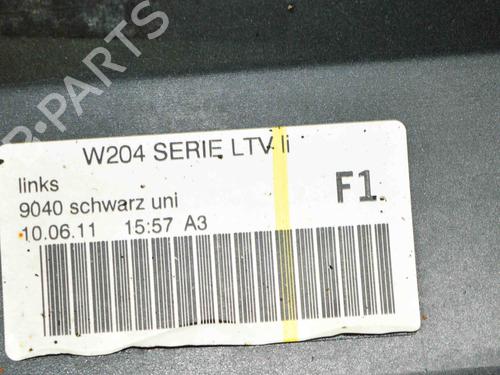 B-PARTS
W204 SERIE LTV li
links
F1
9040 schwarz uni
10.06.11 15:57 A3